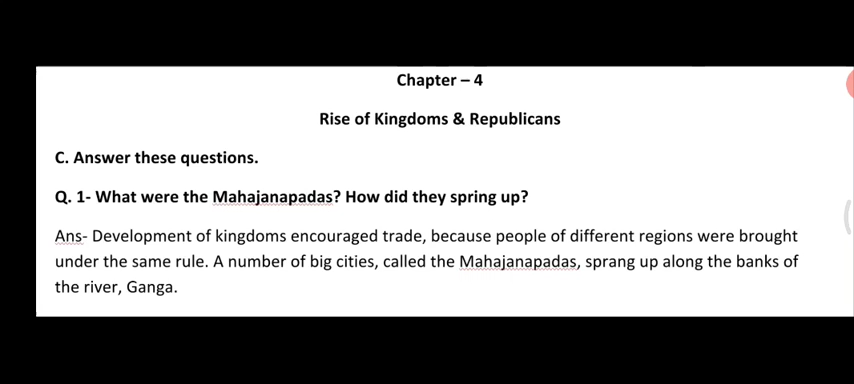 Chapter – 4
Rise of Kingdoms & Republicans
C. Answer these questions.
Q. 1- What were the Mahajanapadas? How did they spring up?
Ans- Development of kingdoms encouraged trade, because people of different regions were brought
under the same rule. A number of big cities, called the Mahajanapadas, sprang up along the banks of
the river, Ganga.